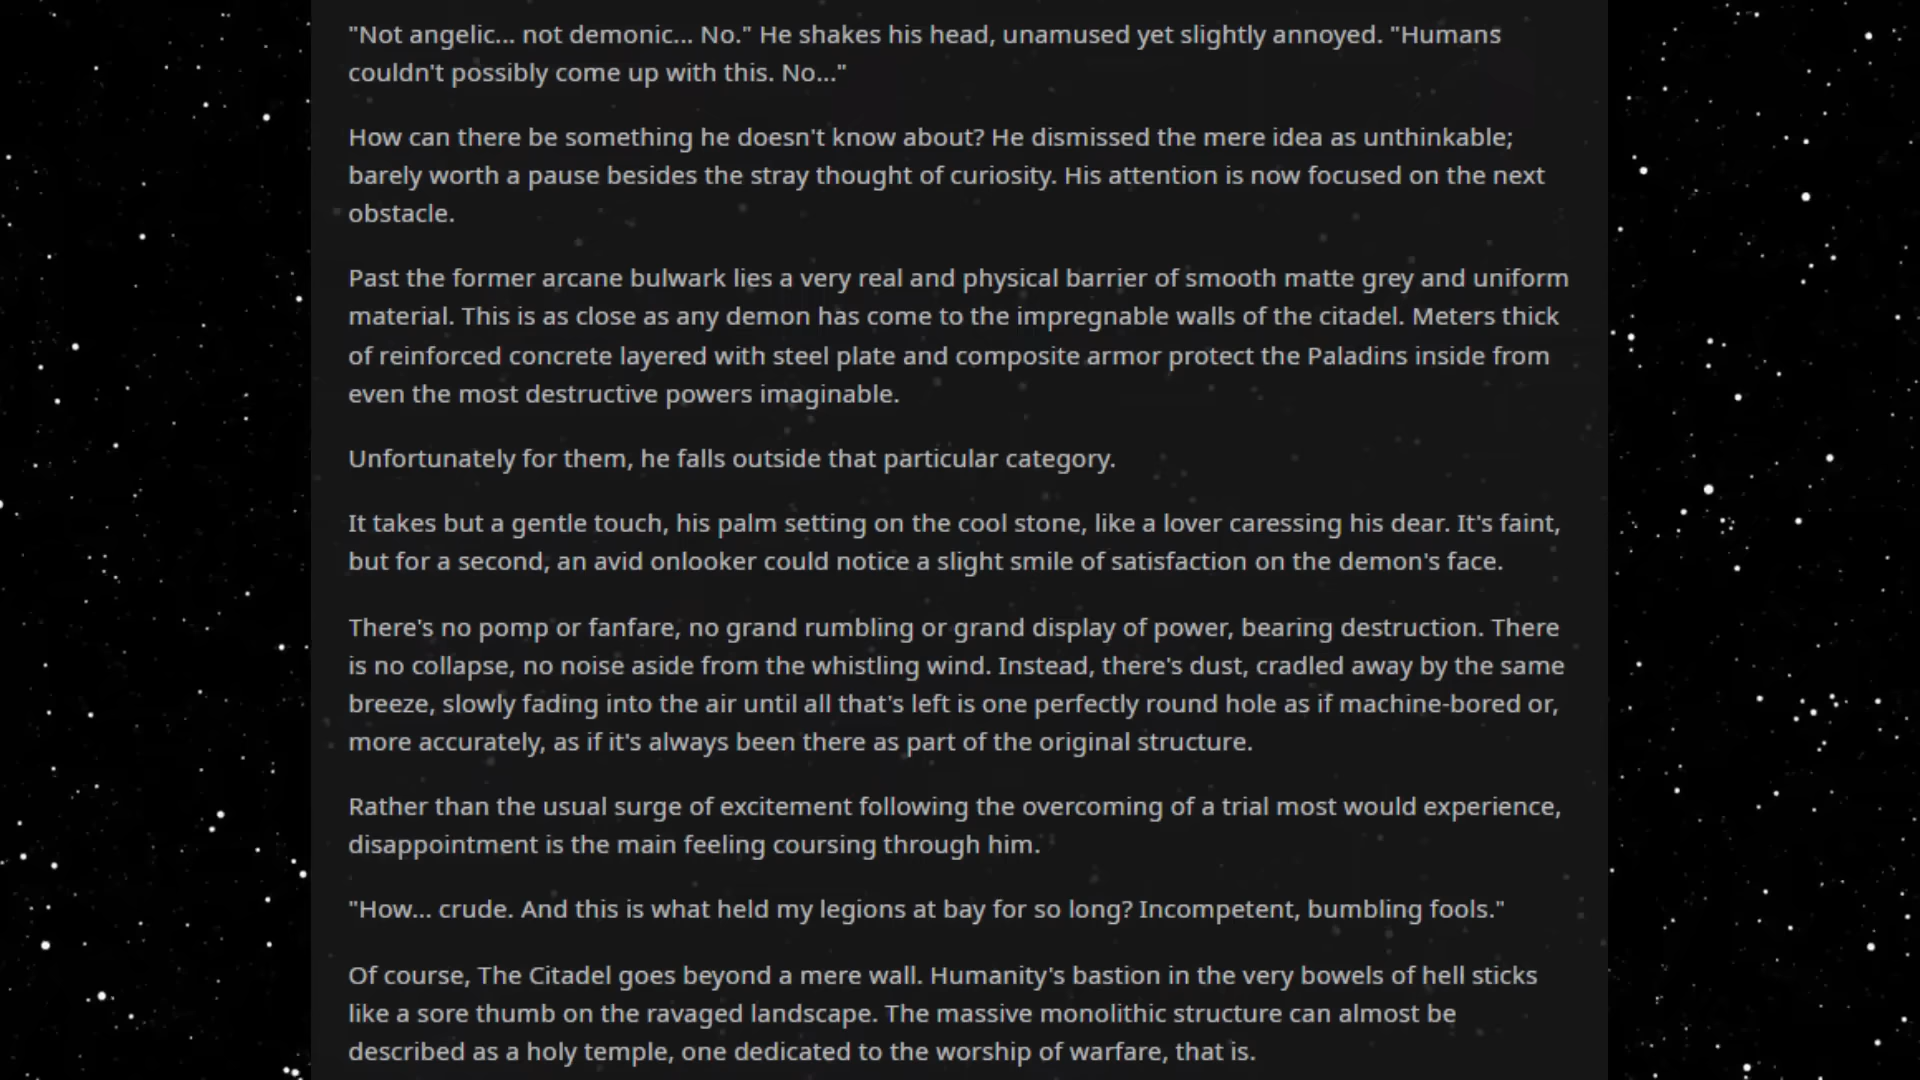 "Not angelic... not demonic... No." He shakes his head, unamused yet slightly annoyed. "Humans
couldn't possibly come up with this. No..."
How can there be something he doesn't know about? He dismissed the mere idea as unthinkable;
barely worth a pause besides the stray thought of curiosity. His attention is now focused on the next
obstacle.
Past the former arcane bulwark lies a very real and physical barrier of smooth matte grey and uniform
material. This is as close as any demon has come to the impregnable walls of the citadel. Meters thick
of reinforced concrete layered with steel plate and composite armor protect the Paladins inside from
even the most destructive powers imaginable.
Unfortunately for them, he falls outside that particular category.
It takes but a gentle touch, his palm setting on the cool stone, like a lover caressing his dear. It's faint,
but for a second, an avid onlooker could notice a slight smile of satisfaction on the demon's face.
There's no pomp or fanfare, no grand rumbling or grand display of power, bearing destruction. There
is no collapse, no noise aside from the whistling wind. Instead, there's dust, cradled away by the same
breeze, slowly fading into the air until all that's left is one perfectly round hole as if machine-bored or,
more accurately, as if it's always been there as part of the original structure.
Rather than the usual surge of excitement following the overcoming of a trial most would experience,
disappointment is the main feeling coursing through him.
"How... crude. And this is what held my legions at bay for so long? Incompetent, bumbling fools."
Of course, The Citadel goes beyond a mere wall. Humanity's bastion in the very bowels of hell sticks
like a sore thumb on the ravaged landscape. The massive monolithic structure can almost be
described as a holy temple, one dedicated to the worship of warfare, that is.